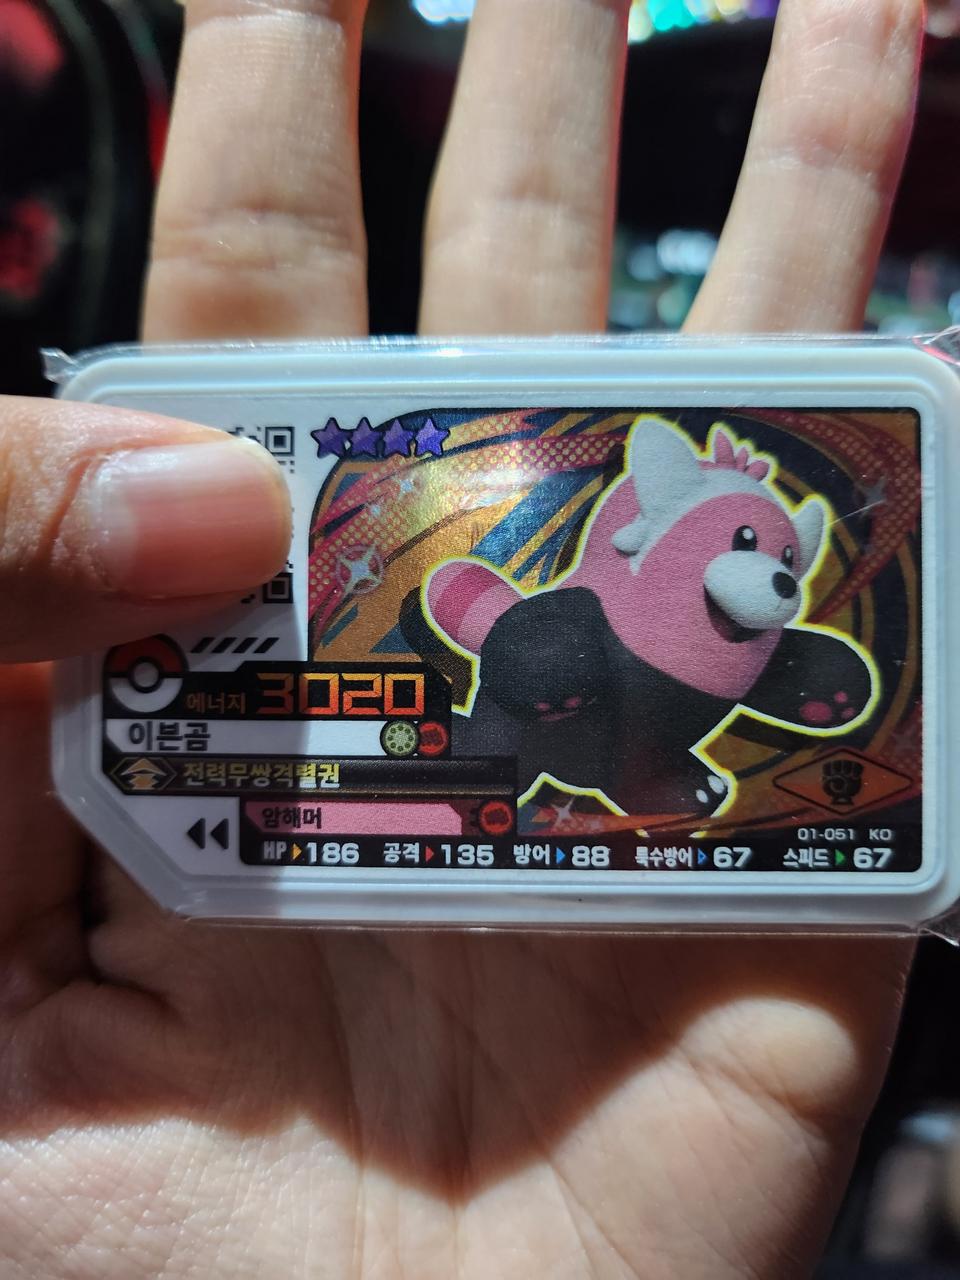 에너지 3020
이븐곰
전력무쌍격렬권
암해머
01-051 KO
HP 186 공격 135 방어 88 특수방어 67 스피드 67